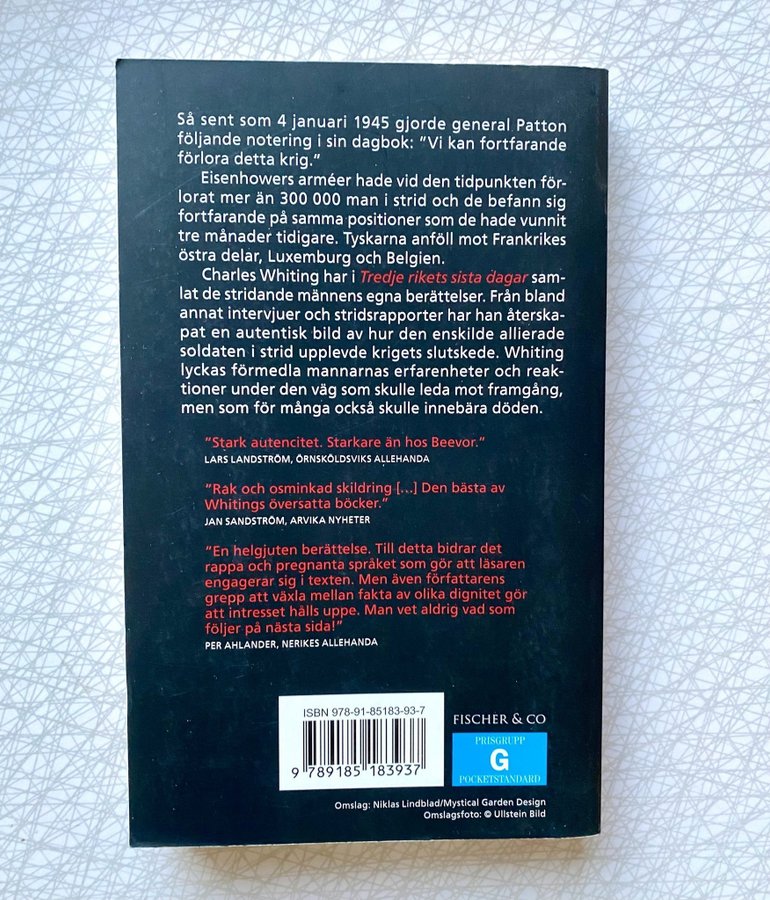 Så sent som 4 januari 1945 gjorde general Patton
följande notering i sin dagbok: ”Vi kan fortfarande
förlora detta krig.”
Eisenhowers arméer hade vid den tidpunkten för-
lorat mer än 300 000 man i strid och de befann sig
fortfarande på samma positioner som de hade vunnit
tre månader tidigare. Tyskarna anföll mot Frankrikes
östra delar, Luxemburg och Belgien.
Charles Whiting har i Tredje rikets sista dagar sam-
lat de stridande männens egna berättelser. Från bland
annat intervjuer och stridsrapporter har han återska-
pat en autentisk bild av hur den enskilde allierade
soldaten i strid upplevde krigets slutskede. Whiting
lyckas förmedla mannarnas erfarenheter och reak-
tioner under den väg som skulle leda mot framgång,
men som för många också skulle innebära döden.
”Stark autencitet. Starkare än hos Beevor.”
LARS LANDSTRÖM, ÖRNSKÖLDSVIKS ALLEHANDA
”Rak och osminkad skildring [...] Den bästa av
Whitings översatta böcker.”
JAN SANDSTRÖM, ARVIKA NYHETER
”En helgjuten berättelse. Till detta bidrar det
rappa och pregnanta språket som gör att läsaren
engagerar sig i texten. Men även författarens
grepp att växla mellan fakta av olika dignitet gör
att intresset hålls uppe. Man vet aldrig vad som
följer på nästa sida!”
PER AHLANDER, NERIKES ALLEHANDA
ISBN 978-91-85183-93-7
9 789185 183937
FISCHER & CO
PRISGRUPP
G
POCKETSTANDARD
Omslag: Niklas Lindblad/Mystical Garden Design
Omslagsfoto: © Ullstein Bild